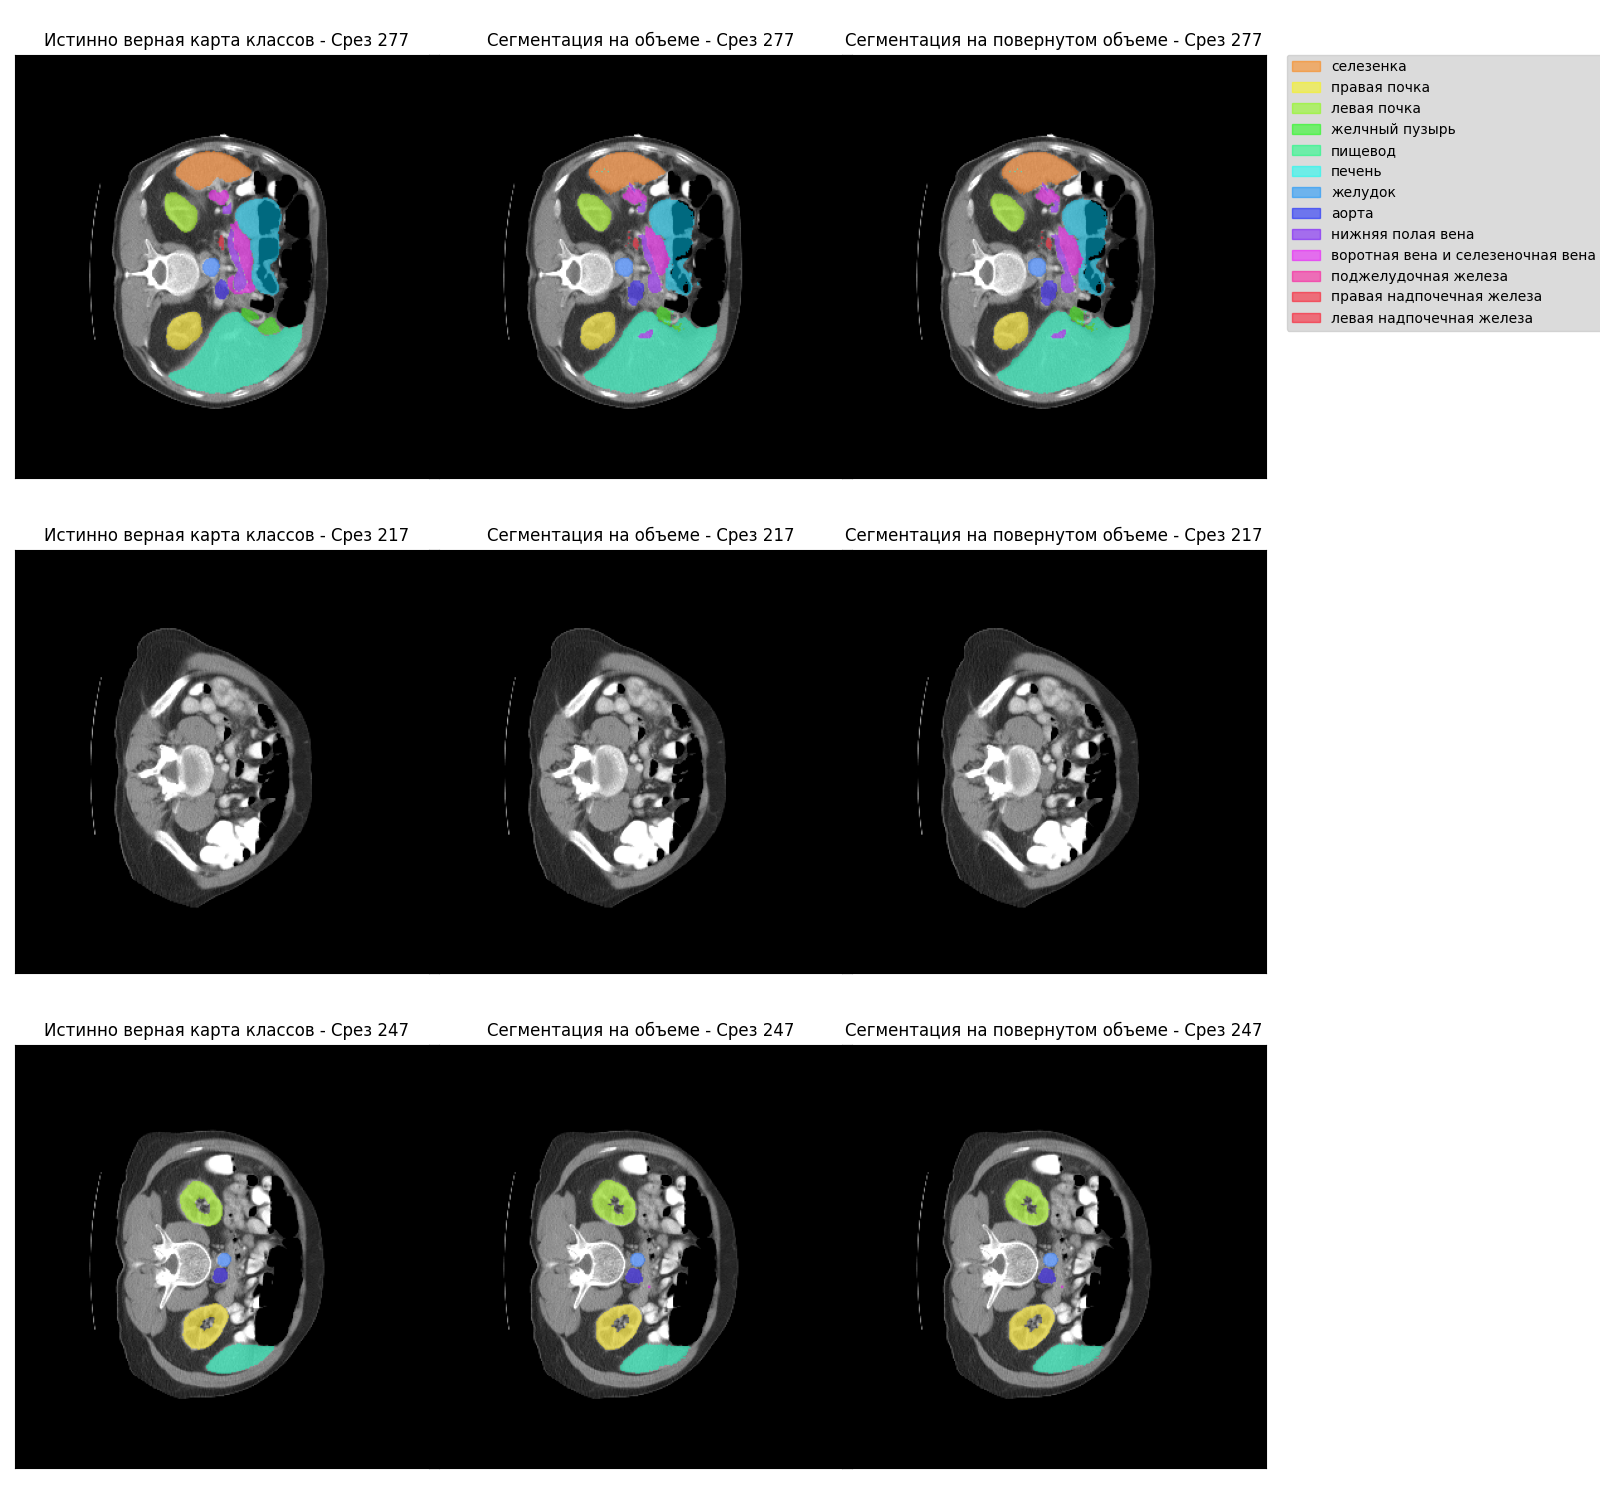 Истинно верная карта классов - Срез 277
Сегментация на объеме - Срез 277
Сегментация на повернутом объеме - Срез 277
селезенка
правая почка
левая почка
желчный пузырь
пищевод
печень
желудок
аорта
нижняя полая вена
воротная вена и селезеночная вена
поджелудочная железа
правая надпочечная железа
левая надпочечная железа
Истинно верная карта классов - Срез 217
Сегментация на объеме - Срез 217
Сегментация на повернутом объеме - Срез 217
Истинно верная карта классов - Срез 247
Сегментация на объеме - Срез 247
Сегментация на повернутом объеме - Срез 247